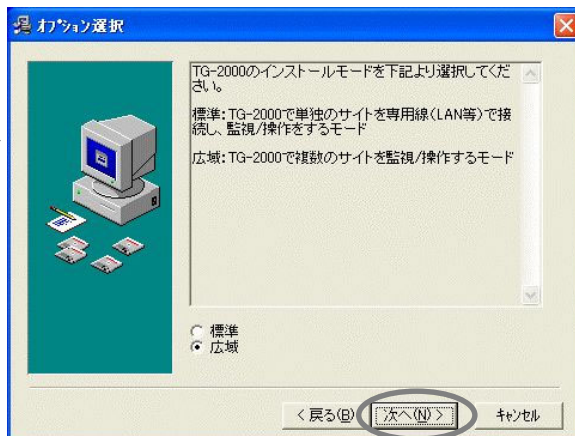 オプション選択
TG-2000のインストールモードを下記より選択してくだ
さい。
標準:TG-2000で単独のサイトを専用線(LAN等)で接
続し、監視/操作をするモード
広域:TG-2000で複数のサイトを監視/操作するモード
標準
広域
< 戻る(B)
次へ(N) >
キャンセル